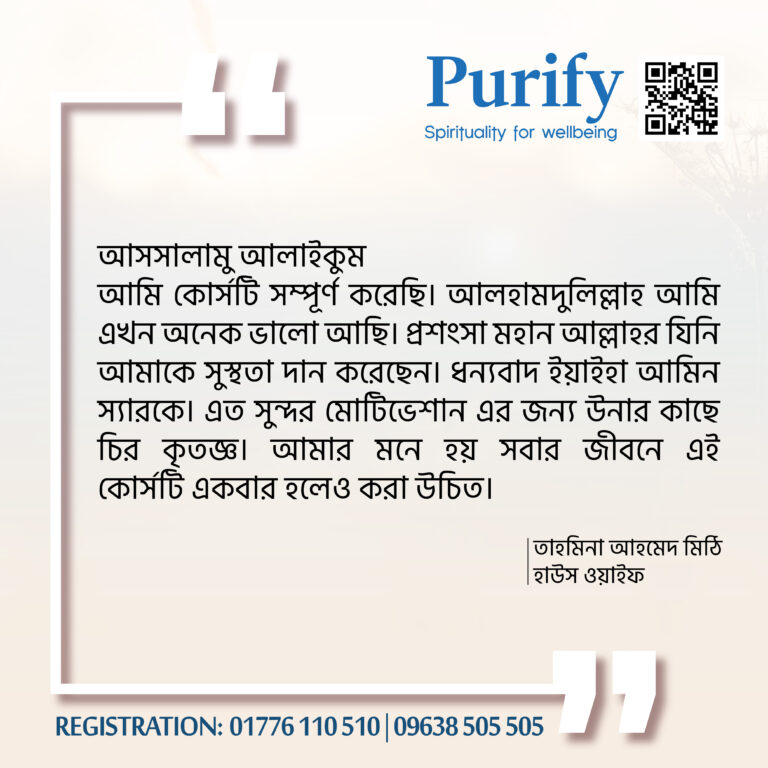 Purify
Spirituality for wellbeing
আসসালামু আলাইকুম
আমি কোর্সটি সম্পূর্ণ করেছি। আলহামদুলিল্লাহ আমি
এখন অনেক ভালো আছি। প্রশংসা মহান আল্লাহর যিনি
আমাকে সুস্থতা দান করেছেন। ধন্যবাদ ইয়াইহা আমিন
স্যারকে। এত সুন্দর মোটিভেশান এর জন্য উনার কাছে
চির কৃতজ্ঞ। আমার মনে হয় সবার জীবনে এই
কোর্সটি একবার হলেও করা উচিত।
তাহমিনা আহমেদ মিঠি
হাউস ওয়াইফ
REGISTRATION: 01776 110 510 | 09638 505 505